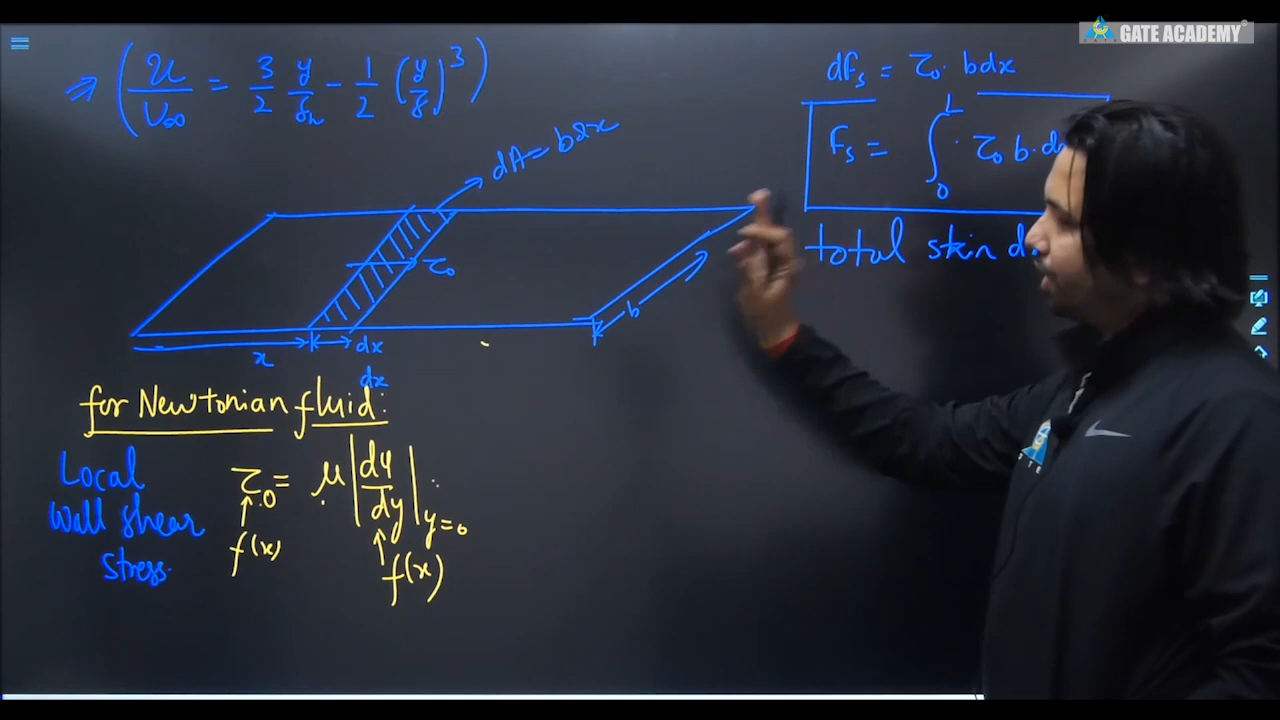 GATE ACADEMY®
⇒ (u/U∞ = 3/2 y/δh - 1/2 (y/δ)^3)
dFs = τ0 · bdx
Fs = ∫0^L · τ0 b · d
total skin d
dA = bdx
τ0
b
x
dx
dx
for Newtonian fluid:
Local
wall shear
stress.
τ0 = μ |du/dy| y=0
f(x)
f(x)